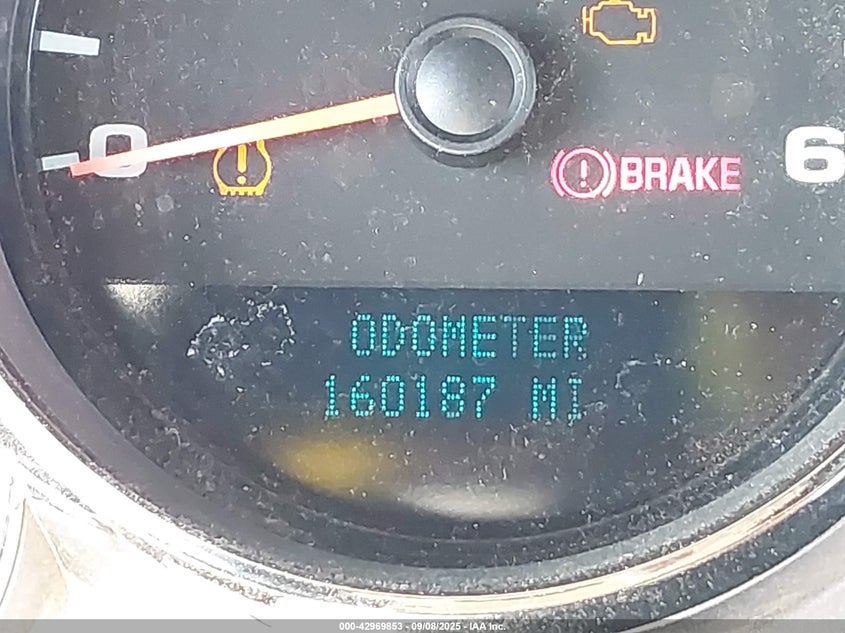 0
BRAKE
6
ODOMETER
160187 MI
000-42969853 - 09/08/2025 - IAA Inc.